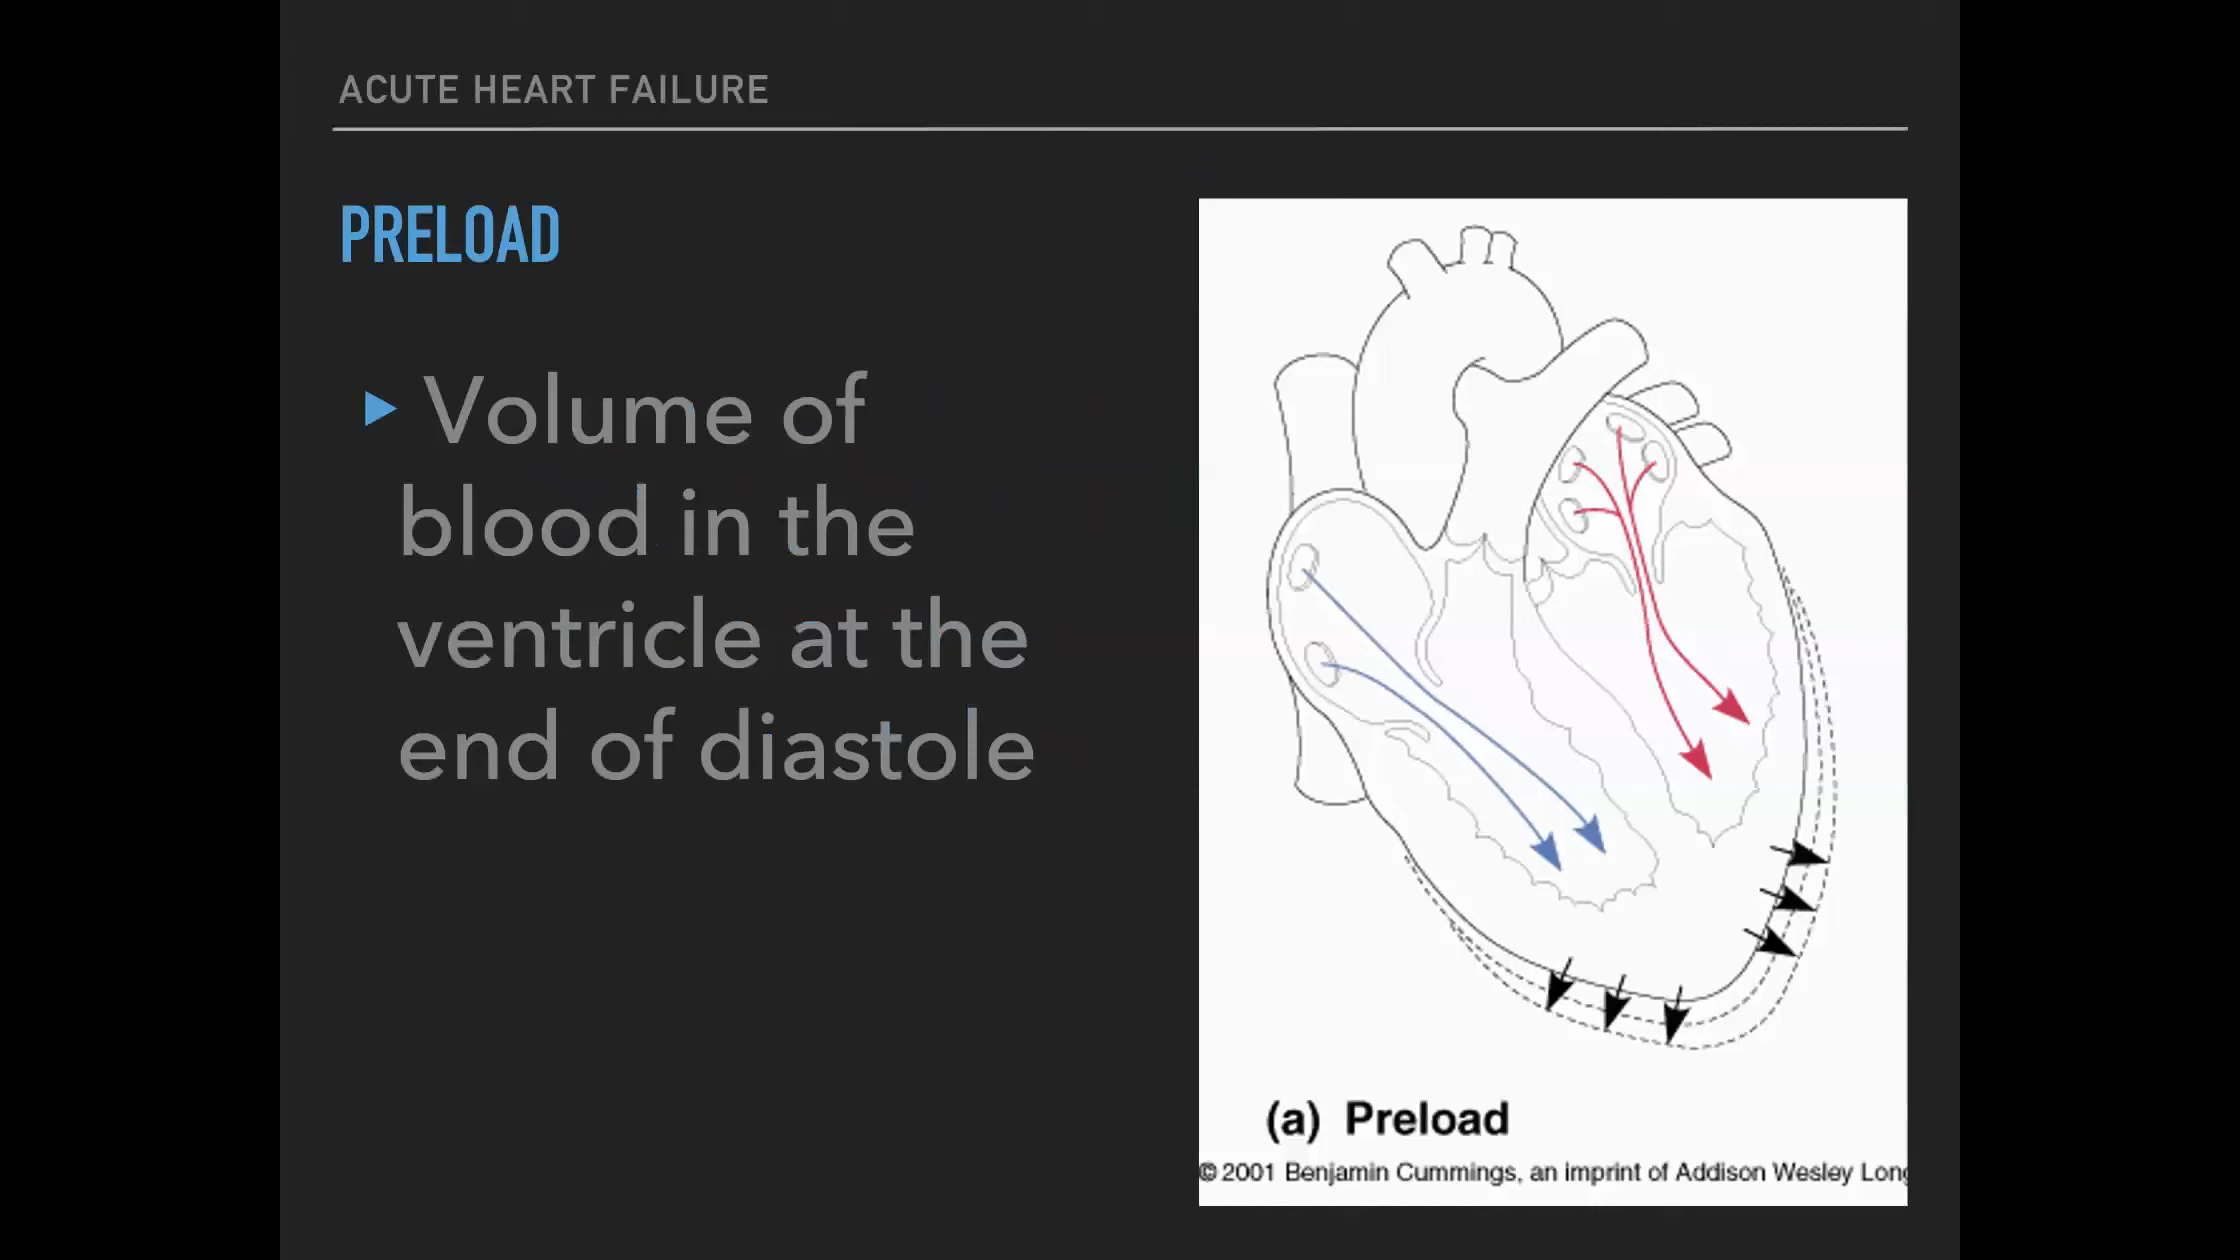 ACUTE HEART FAILURE
PRELOAD
Volume of
blood in the
ventricle at the
end of diastole
(a) Preload
© 2001 Benjamin Cummings, an imprint of Addison Wesley Long